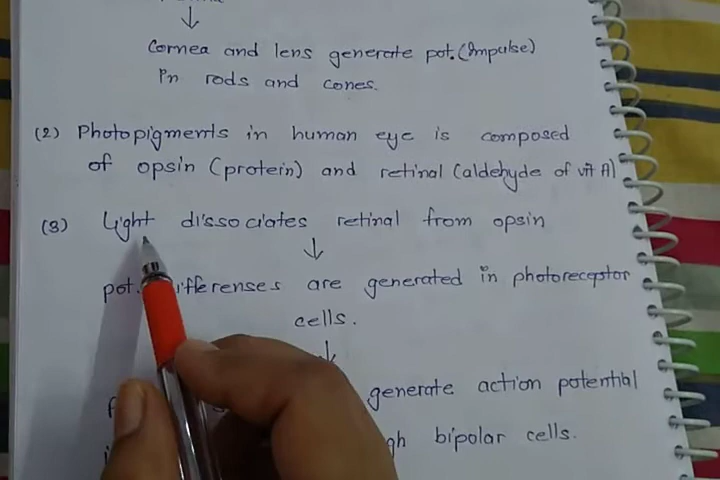 Cornea and lens generate pot. (Impulse)
in rods and cones.
(2) Photopigments in human eye is composed
of opsin (protein) and retinal (aldehyde of vit A)
(3) Light dissociates retinal from opsin
pot. differenses are generated in photoreceptor
cells.
generate action potential
bipolar cells.